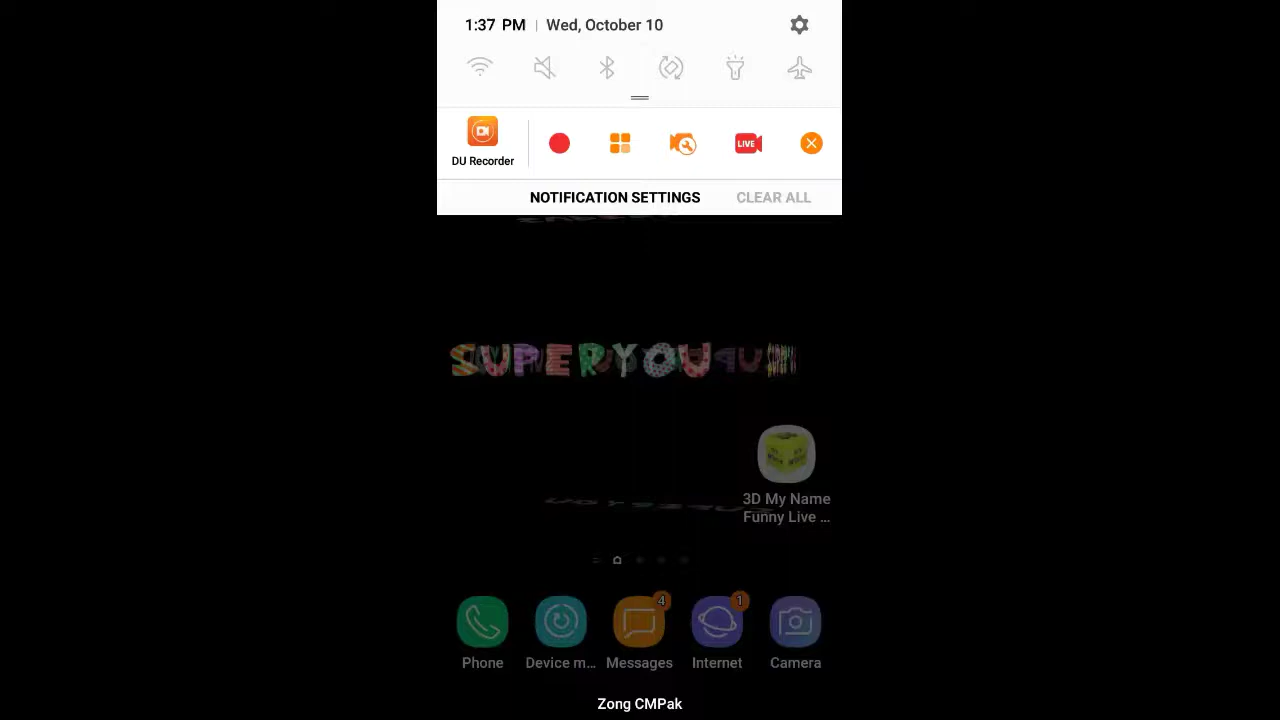 1:37 PM | Wed, October 10
DU Recorder
LIVE
NOTIFICATION SETTINGS
CLEAR ALL
SUPERYOU
3D My Name
Funny Live ...
4
1
Phone
Device m...
Messages
Internet
Camera
Zong CMPak